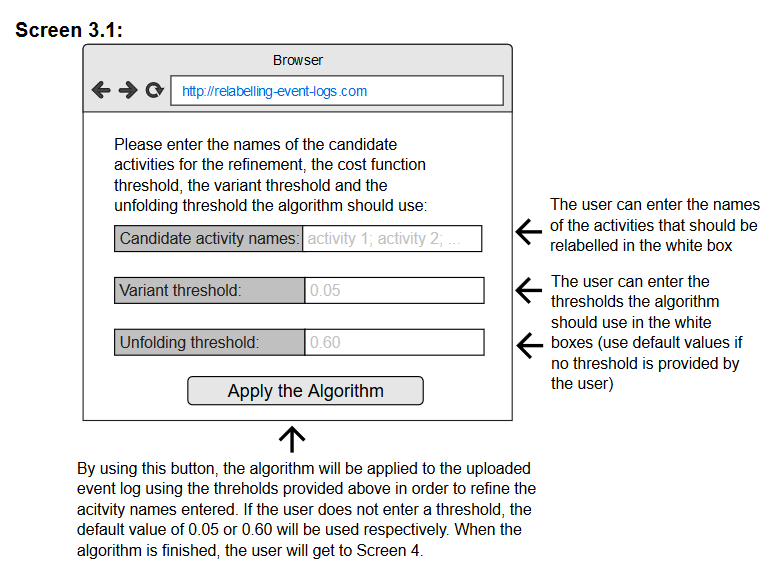 Screen 3.1:
Browser
http://relabelling-event-logs.com
Please enter the names of the candidate
activities for the refinement, the cost function
threshold, the variant threshold and the
unfolding threshold the algorithm should use:
Candidate activity names: activity 1; activity 2; ...
Variant threshold: 0.05
Unfolding threshold: 0.60
Apply the Algorithm
The user can enter the names
of the activities that should be
relabelled in the white box
The user can enter the
thresholds the algorithm
should use in the white
boxes (use default values if
no threshold is provided by
the user)
By using this button, the algorithm will be applied to the uploaded
event log using the threholds provided above in order to refine the
acitvity names entered. If the user does not enter a threshold, the
default value of 0.05 or 0.60 will be used respectively. When the
algorithm is finished, the user will get to Screen 4.